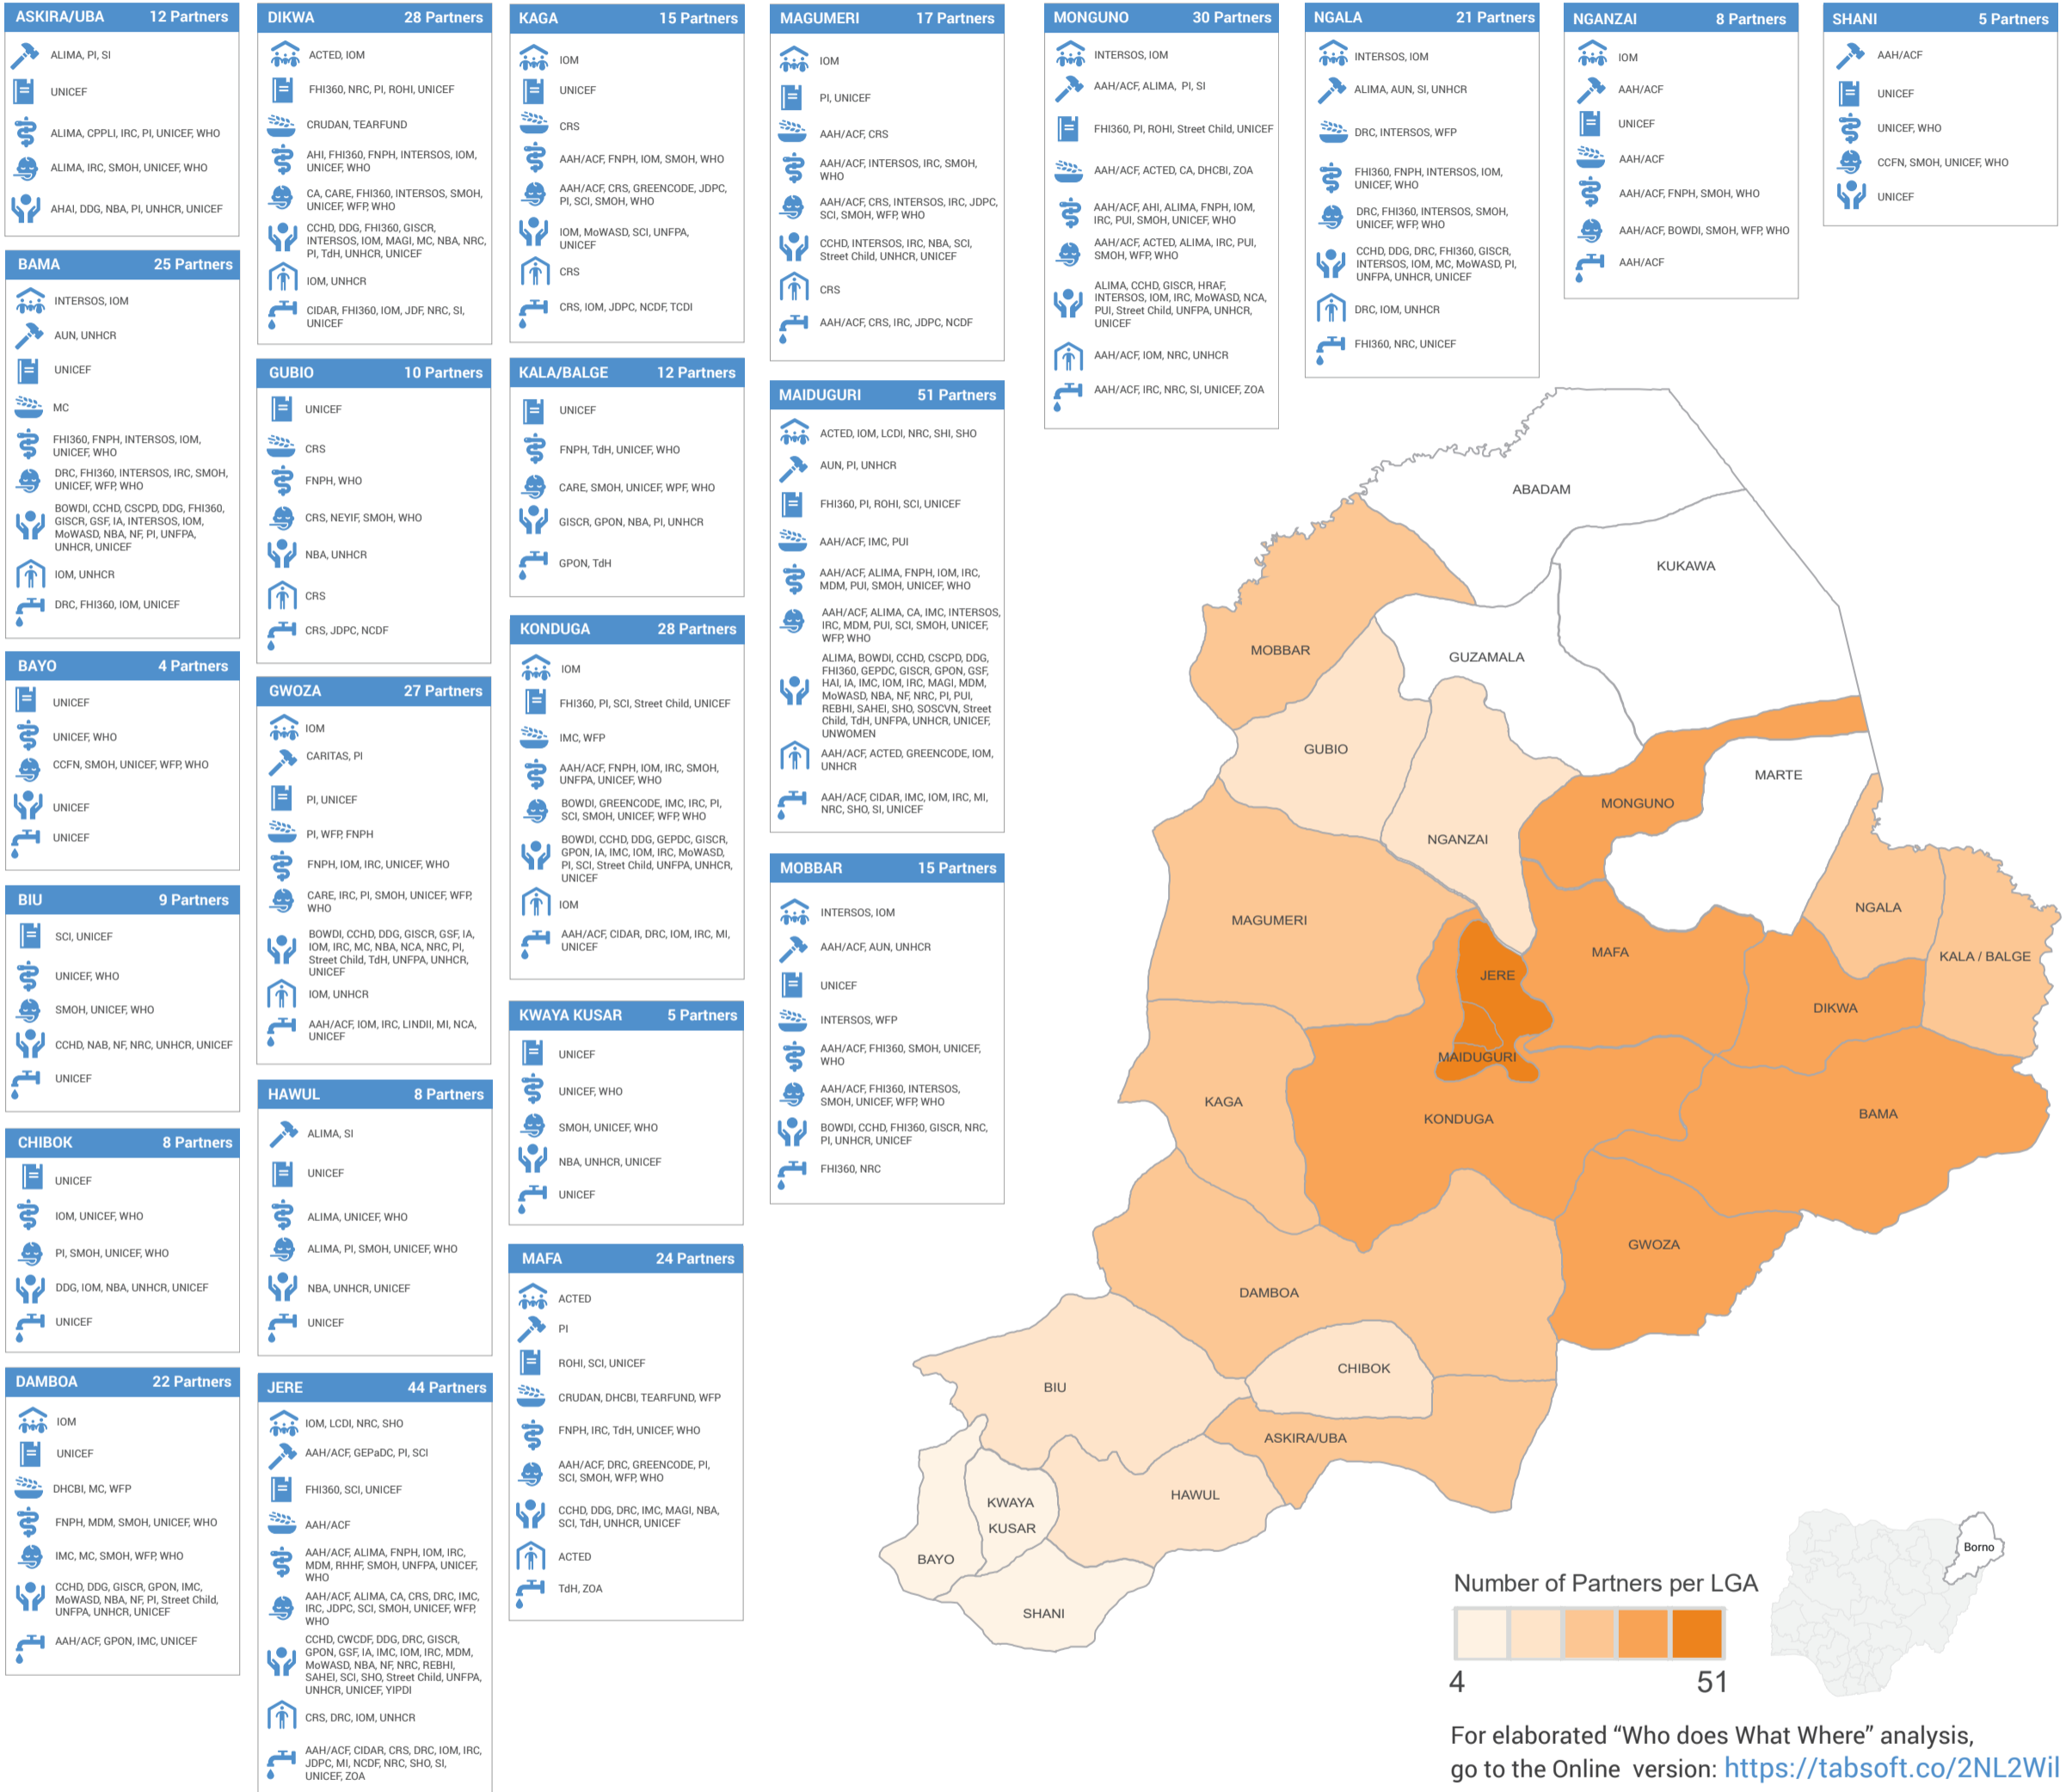 ASKIRA/UBA 12 Partners
ALIMA, PI, SI
UNICEF
ALIMA, CPPLI, IRC, PI, UNICEF, WHO
ALIMA, IRC, SMOH, UNICEF, WHO
AHAI, DDG, NBA, PI, UNHCR, UNICEF
BAMA 25 Partners
INTERSOS, IOM
AUN, UNHCR
UNICEF
MC
FHI360, FNPH, INTERSOS, IOM,
UNICEF, WHO
DRC, FHI360, INTERSOS, IRC, SMOH,
UNICEF, WFP, WHO
BOWDI, CCHD, CSCPD, DDG, FHI360,
GISCR, GSF, IA, INTERSOS, IOM,
MoWASD, NBA, NF, PI, UNFPA,
UNHCR, UNICEF
IOM, UNHCR
DRC, FHI360, IOM, UNICEF
BAYO 4 Partners
UNICEF
UNICEF, WHO
CCFN, SMOH, UNICEF, WFP, WHO
UNICEF
UNICEF
BIU 9 Partners
SCI, UNICEF
UNICEF, WHO
SMOH, UNICEF, WHO
CCHD, NAB, NF, NRC, UNHCR, UNICEF
UNICEF
CHIBOK 8 Partners
UNICEF
IOM, UNICEF, WHO
PI, SMOH, UNICEF, WHO
DDG, IOM, NBA, UNHCR, UNICEF
UNICEF
DAMBOA 22 Partners
IOM
UNICEF
DHCBI, MC, WFP
FNPH, MDM, SMOH, UNICEF, WHO
IMC, MC, SMOH, WFP, WHO
CCHD, DDG, GISCR, GPON, IMC,
MoWASD, NBA, NF, PI, Street Child,
UNFPA, UNHCR, UNICEF
AAH/ACF, GPON, IMC, UNICEF
DIKWA 28 Partners
ACTED, IOM
FHI360, NRC, PI, ROHI, UNICEF
CRUDAN, TEARFUND
AHI, FHI360, FNPH, INTERSOS, IOM,
UNICEF, WHO
CA, CARE, FHI360, INTERSOS, SMOH,
UNICEF, WFP, WHO
CCHD, DDG, FHI360, GISCR,
INTERSOS, IOM, MAGI, MC, NBA, NRC,
PI, TdH, UNHCR, UNICEF
IOM, UNHCR
CIDAR, FHI360, IOM, JDF, NRC, SI,
UNICEF
GUBIO 10 Partners
UNICEF
CRS
FNPH, WHO
CRS, NEYIF, SMOH, WHO
NBA, UNHCR
CRS
CRS, JDPC, NCDF
GWOZA 27 Partners
IOM
CARITAS, PI
PI, UNICEF
PI, WFP, FNPH
FNPH, IOM, IRC, UNICEF, WHO
CARE, IRC, PI, SMOH, UNICEF, WFP,
WHO
BOWDI, CCHD, DDG, GISCR, GSF, IA,
IOM, IRC, MC, NBA, NCA, NRC, PI,
Street Child, TdH, UNFPA, UNHCR,
UNICEF
IOM, UNHCR
AAH/ACF, IOM, IRC, LINDII, MI, NCA,
UNICEF
HAWUL 8 Partners
ALIMA, SI
UNICEF
ALIMA, UNICEF, WHO
ALIMA, PI, SMOH, UNICEF, WHO
NBA, UNHCR, UNICEF
UNICEF
JERE 44 Partners
IOM, LCDI, NRC, SHO
AAH/ACF, GEPaDC, PI, SCI
FHI360, SCI, UNICEF
AAH/ACF
AAH/ACF, ALIMA, FNPH, IOM, IRC,
MDM, RHHF, SMOH, UNFPA, UNICEF,
WHO
AAH/ACF, ALIMA, CA, CRS, DRC, IMC,
IRC, JDPC, SCI, SMOH, UNICEF, WFP,
WHO
CCHD, CWCDF, DDG, DRC, GISCR,
GPON, GSF, IA, IMC, IOM, IRC, MDM,
MoWASD, NBA, NF, NRC, REBHI,
SAHEI, SCI, SHO, Street Child, UNFPA,
UNHCR, UNICEF, YIPDI
CRS, DRC, IOM, UNHCR
AAH/ACF, CIDAR, CRS, DRC, IOM, IRC,
JDPC, MI, NCDF, NRC, SHO, SI,
UNICEF, ZOA
KAGA 15 Partners
IOM
UNICEF
CRS
AAH/ACF, FNPH, IOM, SMOH, WHO
AAH/ACF, CRS, GREENCODE, JDPC,
PI, SCI, SMOH, WHO
IOM, MoWASD, SCI, UNFPA,
UNICEF
CRS
CRS, IOM, JDPC, NCDF, TCDI
KALA/BALGE 12 Partners
UNICEF
FNPH, TdH, UNICEF, WHO
CARE, SMOH, UNICEF, WPF, WHO
GISCR, GPON, NBA, PI, UNHCR
GPON, TdH
KONDUGA 28 Partners
IOM
FHI360, PI, SCI, Street Child, UNICEF
IMC, WFP
AAH/ACF, FNPH, IOM, IRC, SMOH,
UNFPA, UNICEF, WHO
BOWDI, GREENCODE, IMC, IRC, PI,
SCI, SMOH, UNICEF, WFP, WHO
BOWDI, CCHD, DDG, GEPDC, GISCR,
GPON, IA, IMC, IOM, IRC, MoWASD,
PI, SCI, Street Child, UNFPA, UNHCR,
UNICEF
IOM
AAH/ACF, CIDAR, DRC, IOM, IRC, MI,
UNICEF
KWAYA KUSAR 5 Partners
UNICEF
UNICEF, WHO
SMOH, UNICEF, WHO
NBA, UNHCR, UNICEF
UNICEF
MAFA 24 Partners
ACTED
PI
ROHI, SCI, UNICEF
CRUDAN, DHCBI, TEARFUND, WFP
FNPH, IRC, TdH, UNICEF, WHO
AAH/ACF, DRC, GREENCODE, PI,
SCI, SMOH, WFP, WHO
CCHD, DDG, DRC, IMC, MAGI, NBA,
SCI, TdH, UNHCR, UNICEF
ACTED
TdH, ZOA
MAGUMERI 17 Partners
IOM
PI, UNICEF
AAH/ACF, CRS
AAH/ACF, INTERSOS, IRC, SMOH,
WHO
AAH/ACF, CRS, INTERSOS, IRC, JDPC,
SCI, SMOH, WFP, WHO
CCHD, INTERSOS, IRC, NBA, SCI,
Street Child, UNHCR, UNICEF
CRS
AAH/ACF, CRS, IRC, JDPC, NCDF
MAIDUGURI 51 Partners
ACTED, IOM, LCDI, NRC, SHI, SHO
AUN, PI, UNHCR
FHI360, PI, ROHI, SCI, UNICEF
AAH/ACF, IMC, PUI
AAH/ACF, ALIMA, FNPH, IOM, IRC,
MDM, PUI, SMOH, UNICEF, WHO
AAH/ACF, ALIMA, CA, IMC, INTERSOS,
IRC, MDM, PUI, SCI, SMOH, UNICEF,
WFP, WHO
ALIMA, BOWDI, CCHD, CSCPD, DDG,
FHI360, GEPDC, GISCR, GPON, GSF,
HAI, IA, IMC, IOM, IRC, MAGI, MDM,
MoWASD, NBA, NF, NRC, PI, PUI,
REBHI, SAHEI, SHO, SOSCVN, Street
Child, TdH, UNFPA, UNHCR, UNICEF,
UNWOMEN
AAH/ACF, ACTED, GREENCODE, IOM,
UNHCR
AAH/ACF, CIDAR, IMC, IOM, IRC, MI,
NRC, SHO, SI, UNICEF
MOBBAR 15 Partners
INTERSOS, IOM
AAH/ACF, AUN, UNHCR
UNICEF
INTERSOS, WFP
AAH/ACF, FHI360, SMOH, UNICEF,
WHO
AAH/ACF, FHI360, INTERSOS,
SMOH, UNICEF, WFP, WHO
BOWDI, CCHD, FHI360, GISCR, NRC,
PI, UNHCR, UNICEF
FHI360, NRC
MONGUNO 30 Partners
INTERSOS, IOM
AAH/ACF, ALIMA, PI, SI
FHI360, PI, ROHI, Street Child, UNICEF
AAH/ACF, ACTED, CA, DHCBI, ZOA
AAH/ACF, AHI, ALIMA, FNPH, IOM,
IRC, PUI, SMOH, UNICEF, WHO
AAH/ACF, ACTED, ALIMA, IRC, PUI,
SMOH, WFP, WHO
ALIMA, CCHD, GISCR, HRAF,
INTERSOS, IOM, IRC, MoWASD, NCA,
PUI, Street Child, UNFPA, UNHCR,
UNICEF
AAH/ACF, IOM, NRC, UNHCR
AAH/ACF, IRC, NRC, SI, UNICEF, ZOA
NGALA 21 Partners
INTERSOS, IOM
ALIMA, AUN, SI, UNHCR
DRC, INTERSOS, WFP
FHI360, FNPH, INTERSOS, IOM,
UNICEF, WHO
DRC, FHI360, INTERSOS, SMOH,
UNICEF, WFP, WHO
CCHD, DDG, DRC, FHI360, GISCR,
INTERSOS, IOM, MC, MoWASD, PI,
UNFPA, UNHCR, UNICEF
DRC, IOM, UNHCR
FHI360, NRC, UNICEF
NGANZAI 8 Partners
IOM
AAH/ACF
UNICEF
AAH/ACF
AAH/ACF, FNPH, SMOH, WHO
AAH/ACF, BOWDI, SMOH, WFP, WHO
AAH/ACF
SHANI 5 Partners
AAH/ACF
UNICEF
UNICEF, WHO
CCFN, SMOH, UNICEF, WHO
UNICEF
ABADAM
KUKAWA
MOBBAR
GUZAMALA
GUBIO
MARTE
MONGUNO
NGANZAI
NGALA
MAGUMERI
MAFA
KALA / BALGE
JERE
DIKWA
MAIDUGURI
KAGA
KONDUGA
BAMA
GWOZA
DAMBOA
CHIBOK
BIU
ASKIRA/UBA
HAWUL
KWAYA
KUSAR
BAYO
SHANI
Borno
Number of Partners per LGA
4 51
For elaborated “Who does What Where” analysis,
go to the Online version: https://tabsoft.co/2NL2Wil